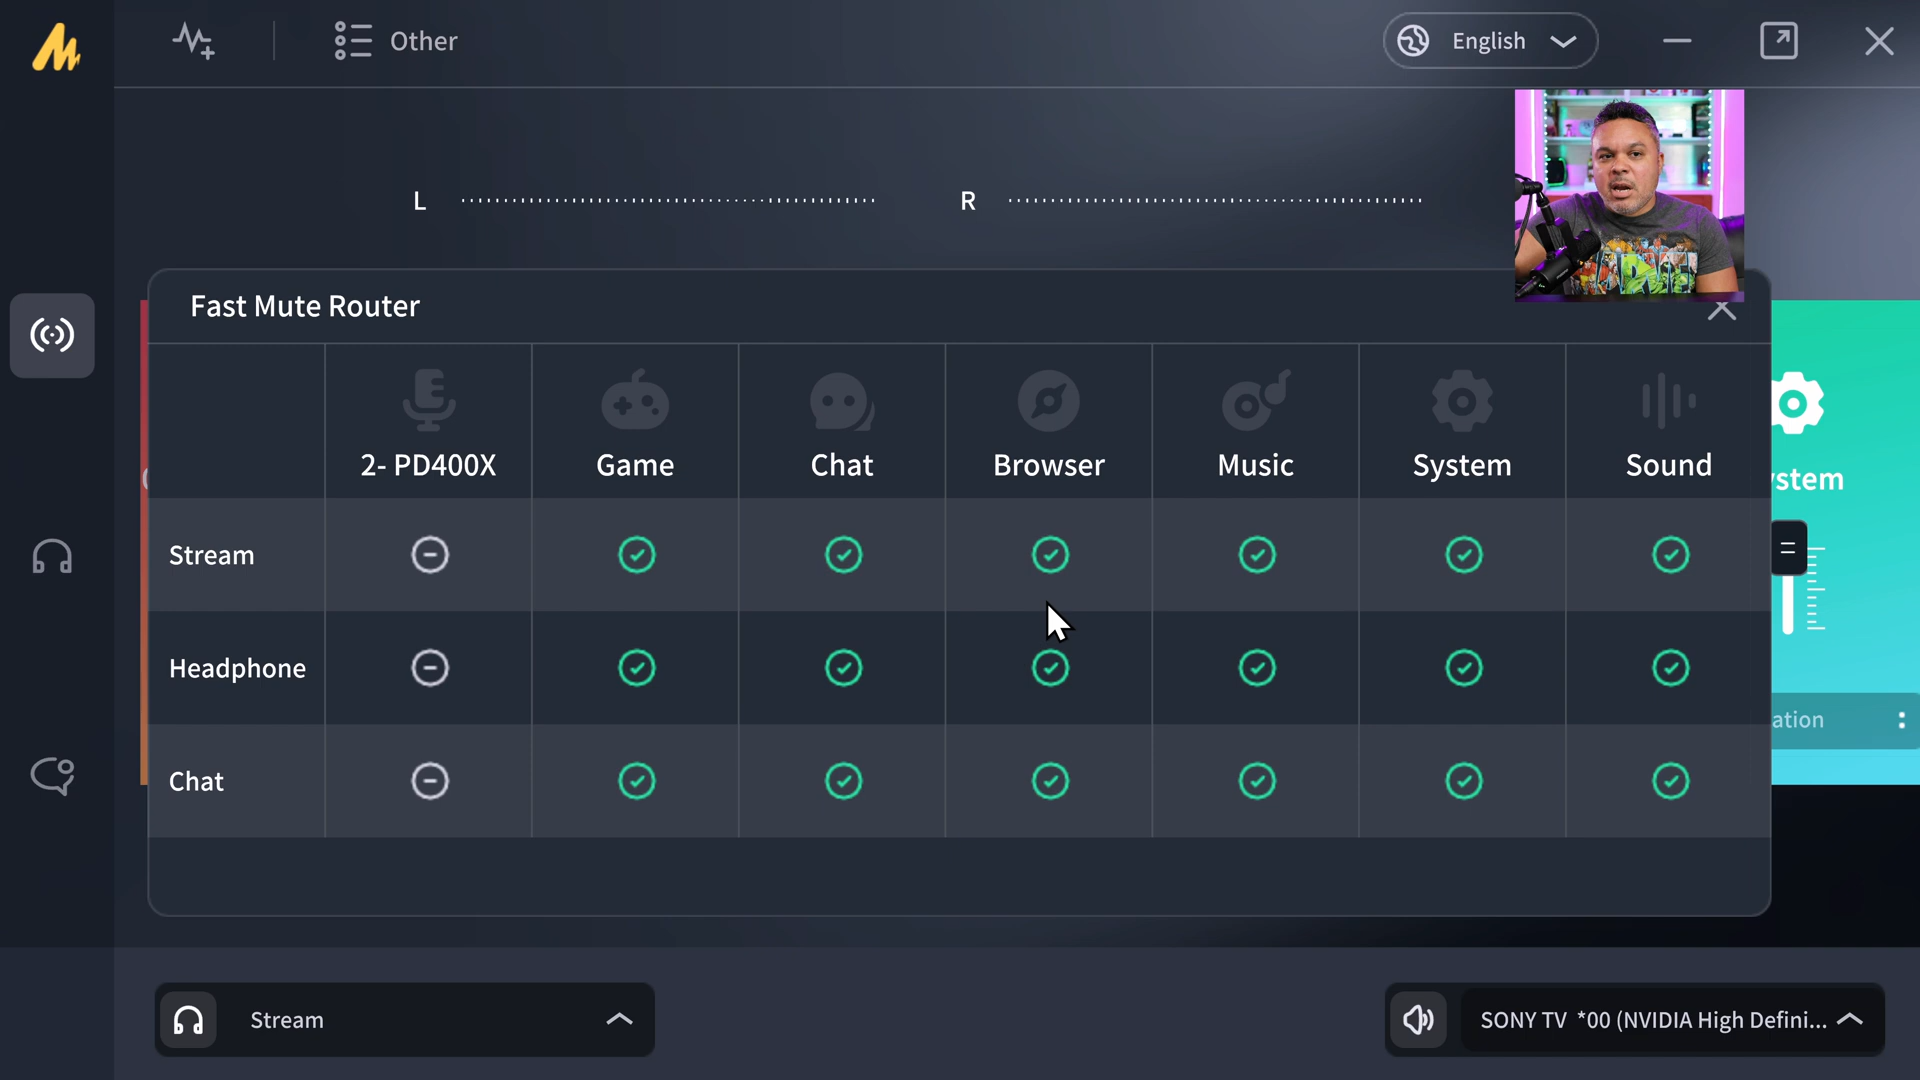 Other
English
L
R
Fast Mute Router
2- PD400X
Game
Chat
Browser
Music
System
Sound
Stream
Headphone
Chat
stem
ation
Stream
SONY TV *00 (NVIDIA High Defini...